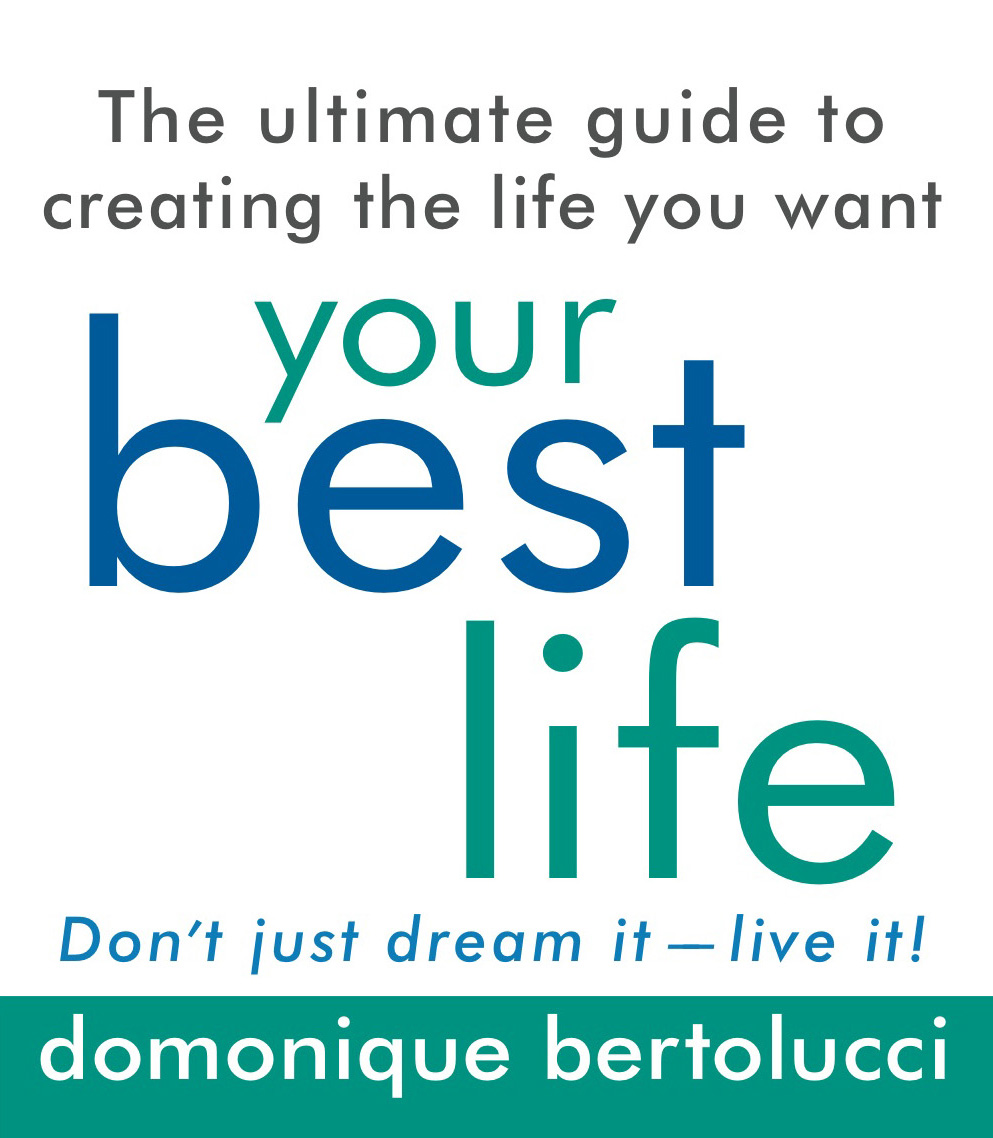 The ultimate guide to
creating the life you want
your
best
life
Don't just dream it—live it!
domonique bertolucci